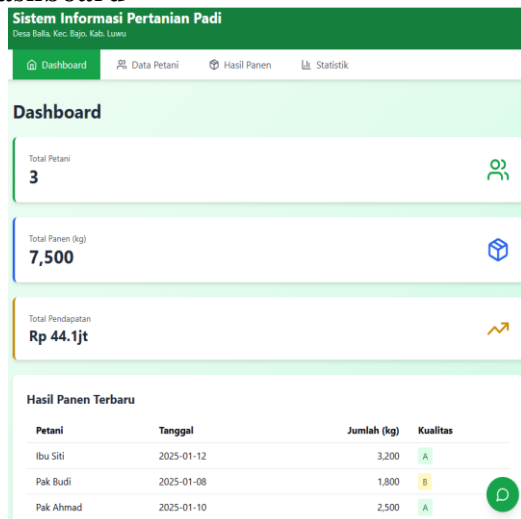 Sistem Informasi Pertanian Padi
Desa Balla, Kec. Bajo, Kab. Luwu
Dashboard Data Petani Hasil Panen Statistik
Dashboard
Total Petani
3
Total Panen (kg)
7,500
Total Pendapatan
Rp 44.1jt
Hasil Panen Terbaru
Petani Tanggal Jumlah (kg) Kualitas
Ibu Siti 2025-01-12 3,200 A
Pak Budi 2025-01-08 1,800 B
Pak Ahmad 2025-01-10 2,500 A